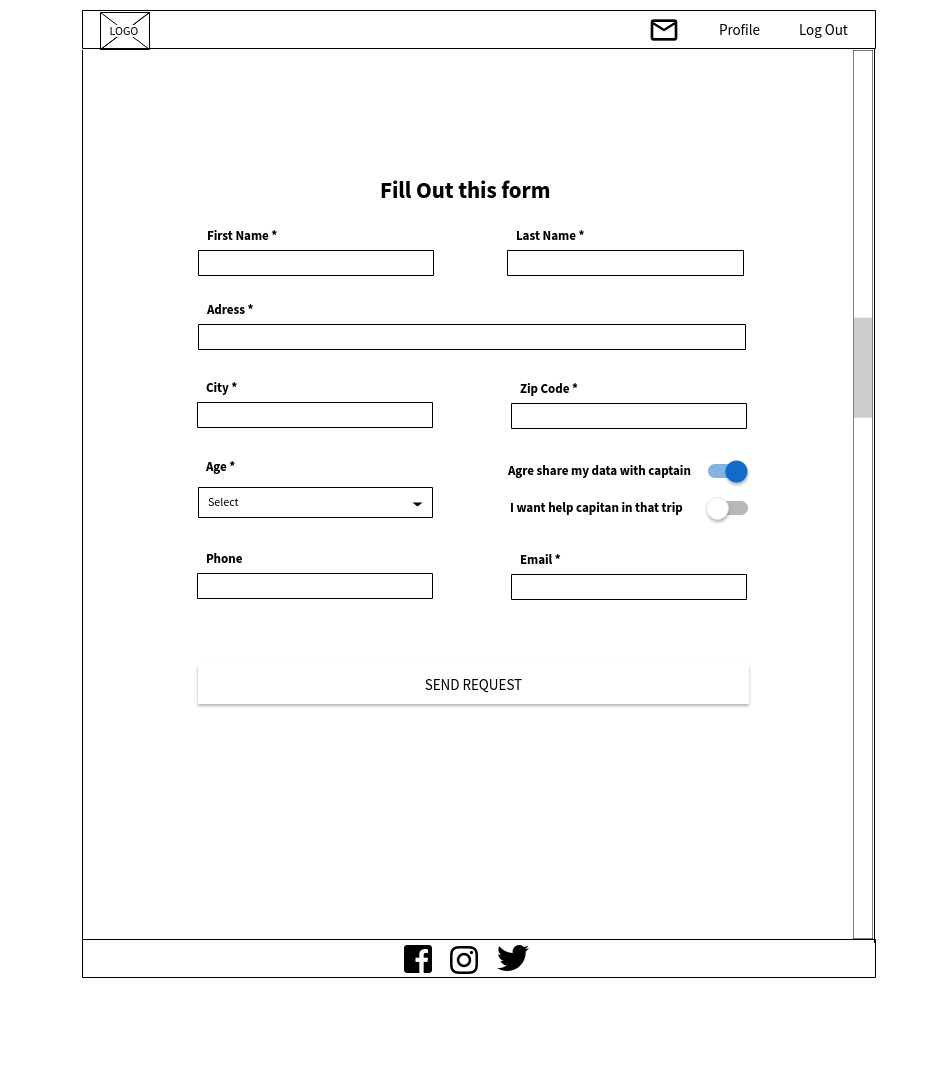 LOGO
Profile
Log Out
Fill Out this form
First Name *
Last Name *
Adress *
City *
Zip Code *
Age *
Agre share my data with captain
Select
I want help capitan in that trip
Phone
Email *
SEND REQUEST